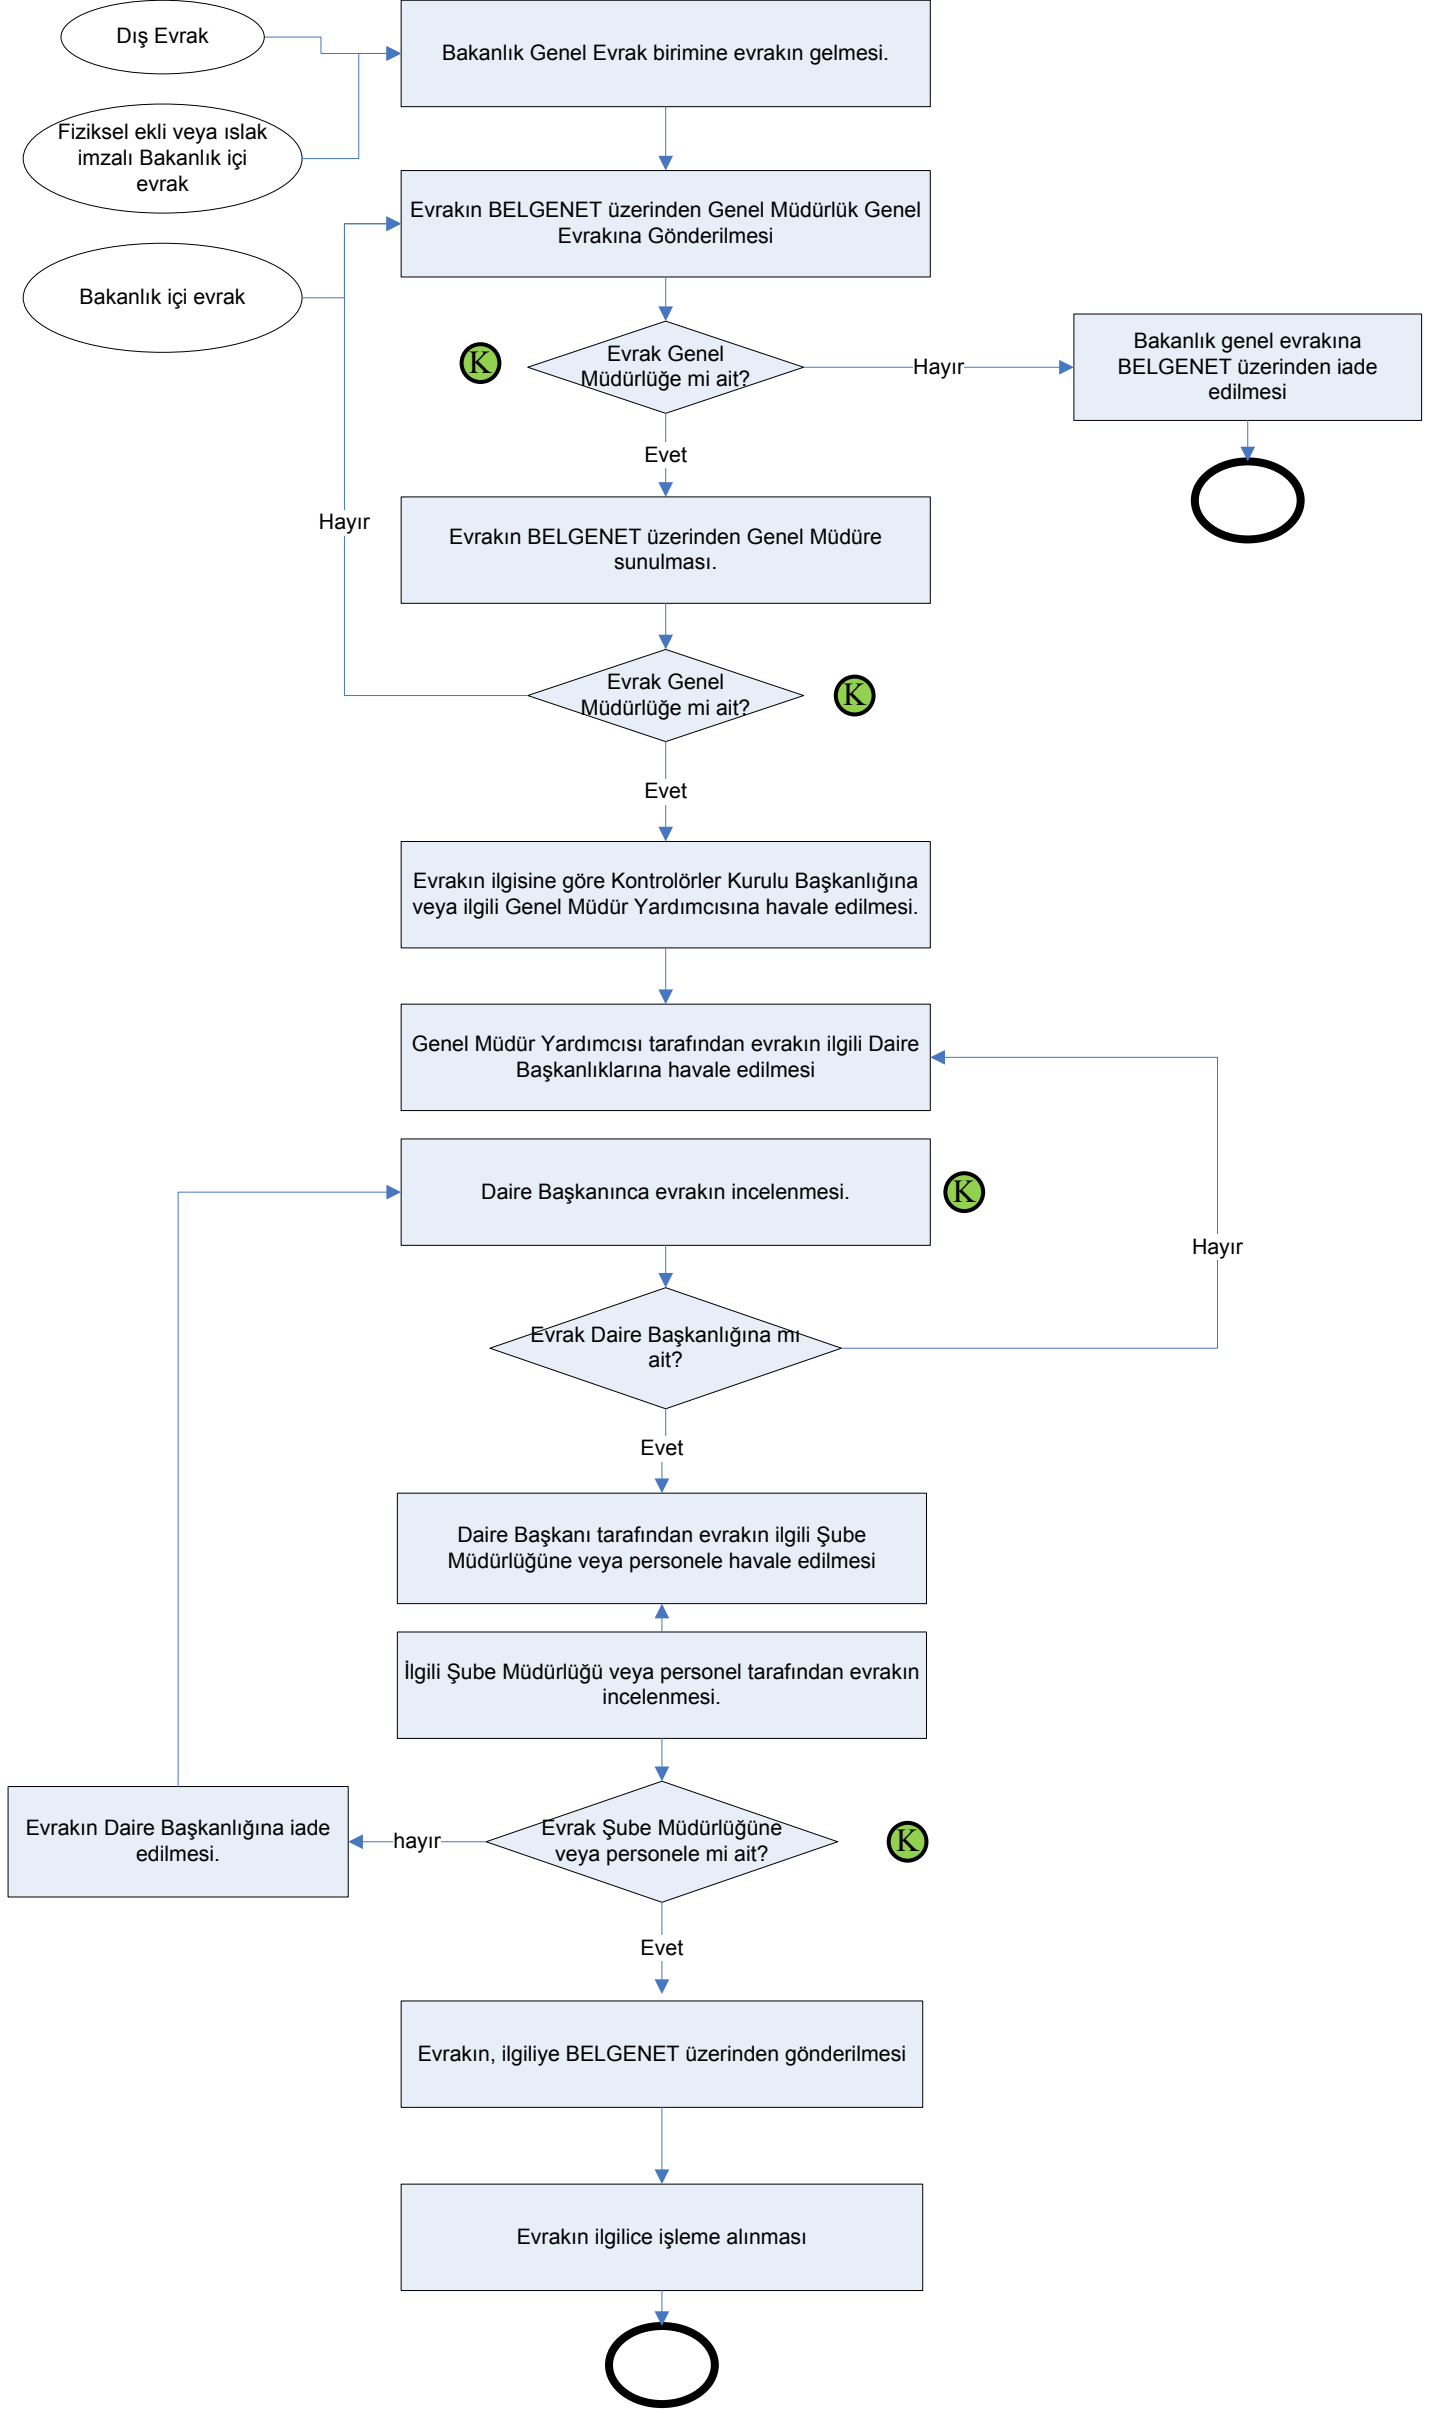 Dış Evrak
Bakanlık Genel Evrak birimine evrakın gelmesi.
Fiziksel ekli veya ıslak
imzalı Bakanlık içi
evrak
Evrakın BELGENET üzerinden Genel Müdürlük Genel
Evrakına Gönderilmesi
Bakanlık içi evrak
K
Evrak Genel
Müdürlüğe mi ait?
Hayır
Bakanlık genel evrakına
BELGENET üzerinden iade
edilmesi
Evet
Hayır
Evrakın BELGENET üzerinden Genel Müdüre
sunulması.
Evrak Genel
Müdürlüğe mi ait?
K
Evet
Evrakın ilgisine göre Kontrolörler Kurulu Başkanlığına
veya ilgili Genel Müdür Yardımcısına havale edilmesi.
Genel Müdür Yardımcısı tarafından evrakın ilgili Daire
Başkanlıklarına havale edilmesi
Daire Başkanınca evrakın incelenmesi.
K
Hayır
Evrak Daire Başkanlığına mı
ait?
Evet
Daire Başkanı tarafından evrakın ilgili Şube
Müdürlüğüne veya personele havale edilmesi
İlgili Şube Müdürlüğü veya personel tarafından evrakın
incelenmesi.
Evrakın Daire Başkanlığına iade
edilmesi.
hayır
Evrak Şube Müdürlüğüne
veya personele mi ait?
K
Evet
Evrakın, ilgiliye BELGENET üzerinden gönderilmesi
Evrakın ilgilice işleme alınması